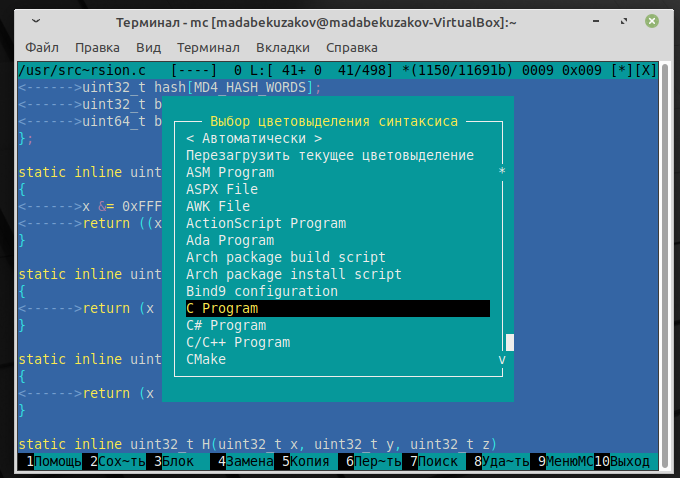 Терминал - mc [madabekuzakov@madabekuzakov-VirtualBox]:~
Файл Правка Вид Терминал Вкладки Справка
/usr/src~rsion.c [----] 0 L:[ 41+ 0 41/498] *(1150/11691b) 0009 0x009 [*][X]
<------>uint32_t hash[MD4_HASH_WORDS];
<------>uint32_t b
<------>uint64_t b
};
static inline uint
{
<------>x &= 0xFFF
<------>return ((x
}
static inline uint
{
<------>return (x
}
static inline uint
{
<------>return (x
}
static inline uint32_t H(uint32_t x, uint32_t y, uint32_t z)
Выбор цветовыделения синтаксиса
< Автоматически >
Перезагрузить текущее цветовыделение
ASM Program *
ASPX File
AWK File
ActionScript Program
Ada Program
Arch package build script
Arch package install script
Bind9 configuration
C Program
C# Program
C/C++ Program
CMake v
1Помощь 2Сох~ть 3Блок 4Замена 5Копия 6Пер~ть 7Поиск 8Уда~ть 9МенюMC 10Выход